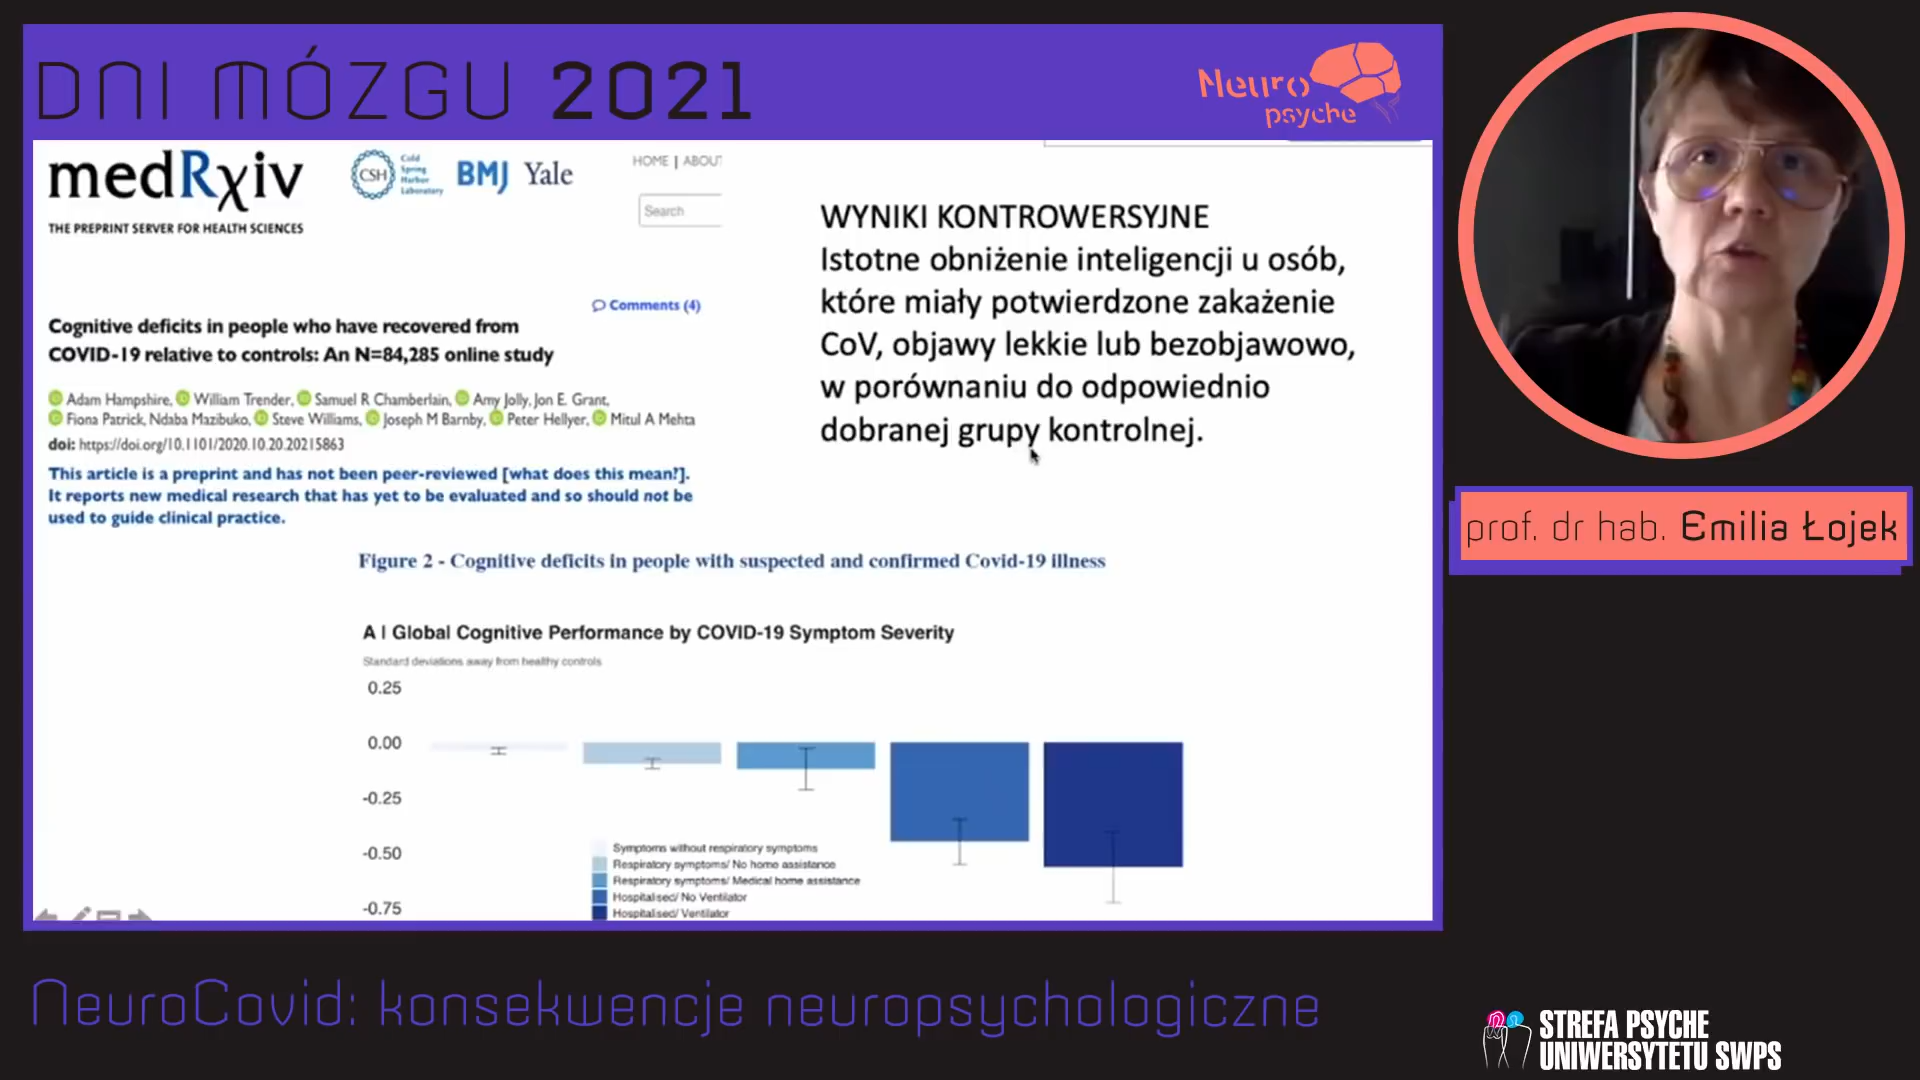 DNI MÓZGU 2021
Neuro
psyche
medRχiv
THE PREPRINT SERVER FOR HEALTH SCIENCES
CSH
Cold
Spring
Harbor
Laboratory
BMJ Yale
HOME | ABOUT
Search
Comments (4)
Cognitive deficits in people who have recovered from
COVID-19 relative to controls: An N=84,285 online study
Adam Hampshire, William Trender, Samuel R Chamberlain, Amy Jolly, Jon E. Grant,
Fiona Patrick, Ndaba Mazibuko, Steve Williams, Joseph M Barnby, Peter Hellyer, Mitul A Mehta
doi: https://doi.org/10.1101/2020.10.20.20215863
This article is a preprint and has not been peer-reviewed [what does this mean?].
It reports new medical research that has yet to be evaluated and so should not be
used to guide clinical practice.
WYNIKI KONTROWERSYJNE
Istotne obniżenie inteligencji u osób,
które miały potwierdzone zakażenie
CoV, objawy lekkie lub bezobjawowo,
w porównaniu do odpowiednio
dobranej grupy kontrolnej.
Figure 2 - Cognitive deficits in people with suspected and confirmed Covid-19 illness
A | Global Cognitive Performance by COVID-19 Symptom Severity
Standard deviations away from healthy controls
0.25
0.00
-0.25
-0.50
-0.75
Symptoms without respiratory symptoms
Respiratory symptoms/ No home assistance
Respiratory symptoms/ Medical home assistance
Hospitalised/ No Ventilator
Hospitalised/ Ventilator
prof. dr hab. Emilia Łojek
NeuroCovid: konsekwencje neuropsychologiczne
STREFA PSYCHE
UNIWERSYTETU SWPS